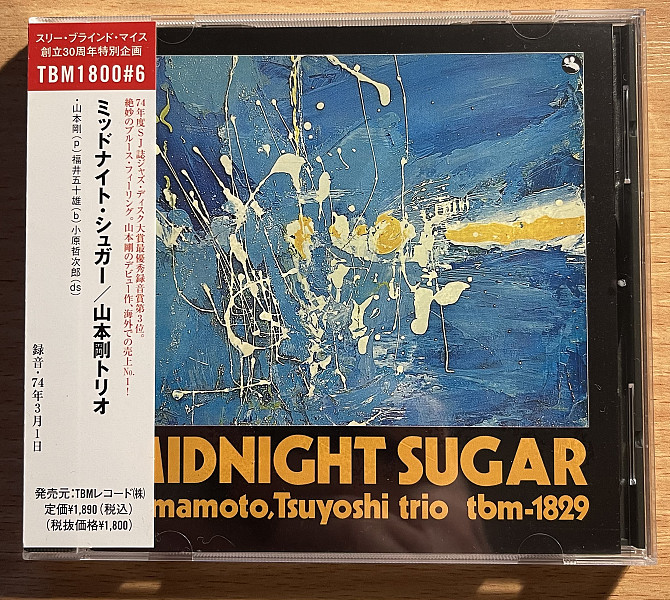 スリー・ブラインド・マイス
創立30周年特別企画
TBM1800#6
74年度SJ誌ジャズ・ディスク大賞最優秀録音賞第3位。
絶妙のブルース・フィーリング。山本剛のデビュー作、海外での売上No.1!
ミッドナイト・シュガー/山本剛トリオ
・山本剛(p)福井五十雄(b)小原哲次郎(ds)
録音・74年3月1日
発売元:TBMレコード(株)
定価¥1,890(税込)
(税抜価格¥1,800)
MIDNIGHT SUGAR
mamoto,Tsuyoshi trio tbm-1829